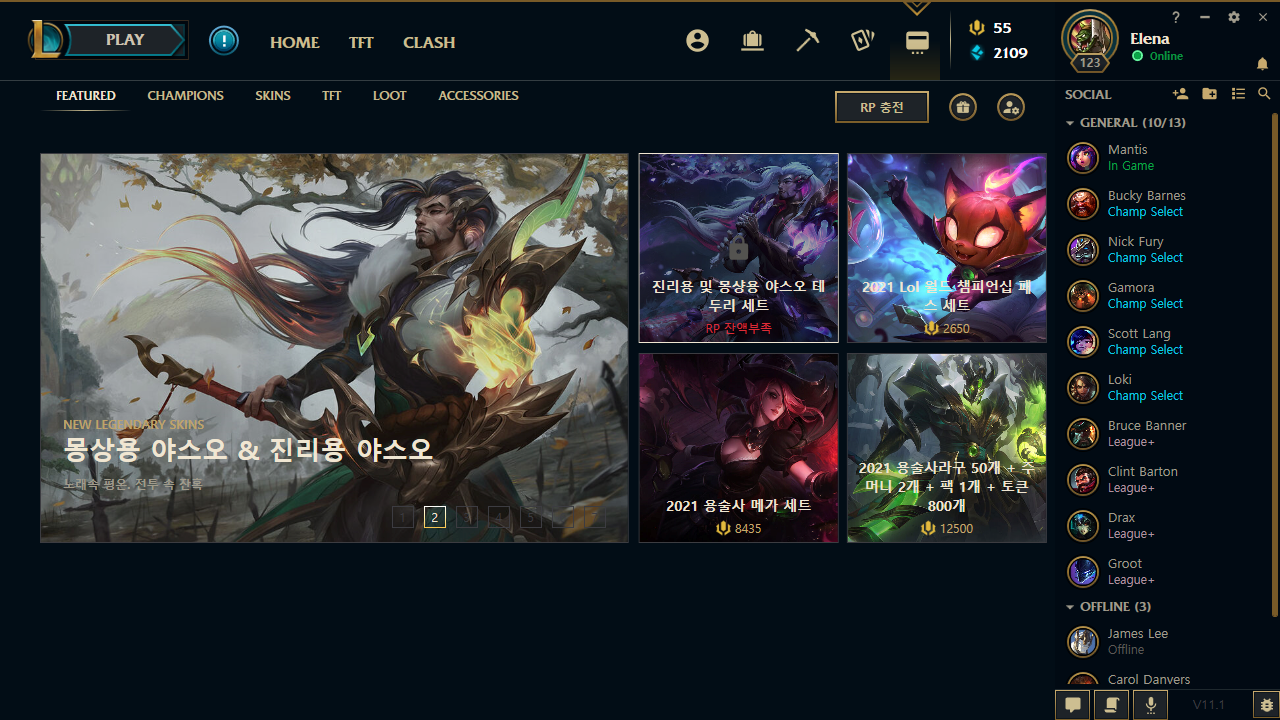 PLAY
HOME
TFT
CLASH
55
2109
?
Elena
Online
123
FEATURED
CHAMPIONS
SKINS
TFT
LOOT
ACCESSORIES
RP 충전
NEW LEGENDARY SKINS
몽상용 야스오 & 진리용 야스오
노래속 평온. 전투 속 잔혹
1 2 3 4 5
진리용 및 몽상용 야스오 테
두리 세트
RP 잔액부족
2021 Lol 월드 챔피언십 패
스 세트
2650
2021 용술사 메가 세트
8435
2021 용술사라구 50개 + 주
머니 2개 + 팩 1개 + 토큰
800개
12500
SOCIAL
GENERAL (10/13)
Mantis
In Game
Bucky Barnes
Champ Select
Nick Fury
Champ Select
Gamora
Champ Select
Scott Lang
Champ Select
Loki
Champ Select
Bruce Banner
League+
Clint Barton
League+
Drax
League+
Groot
League+
OFFLINE (3)
James Lee
Offline
Carol Danvers
V11.1